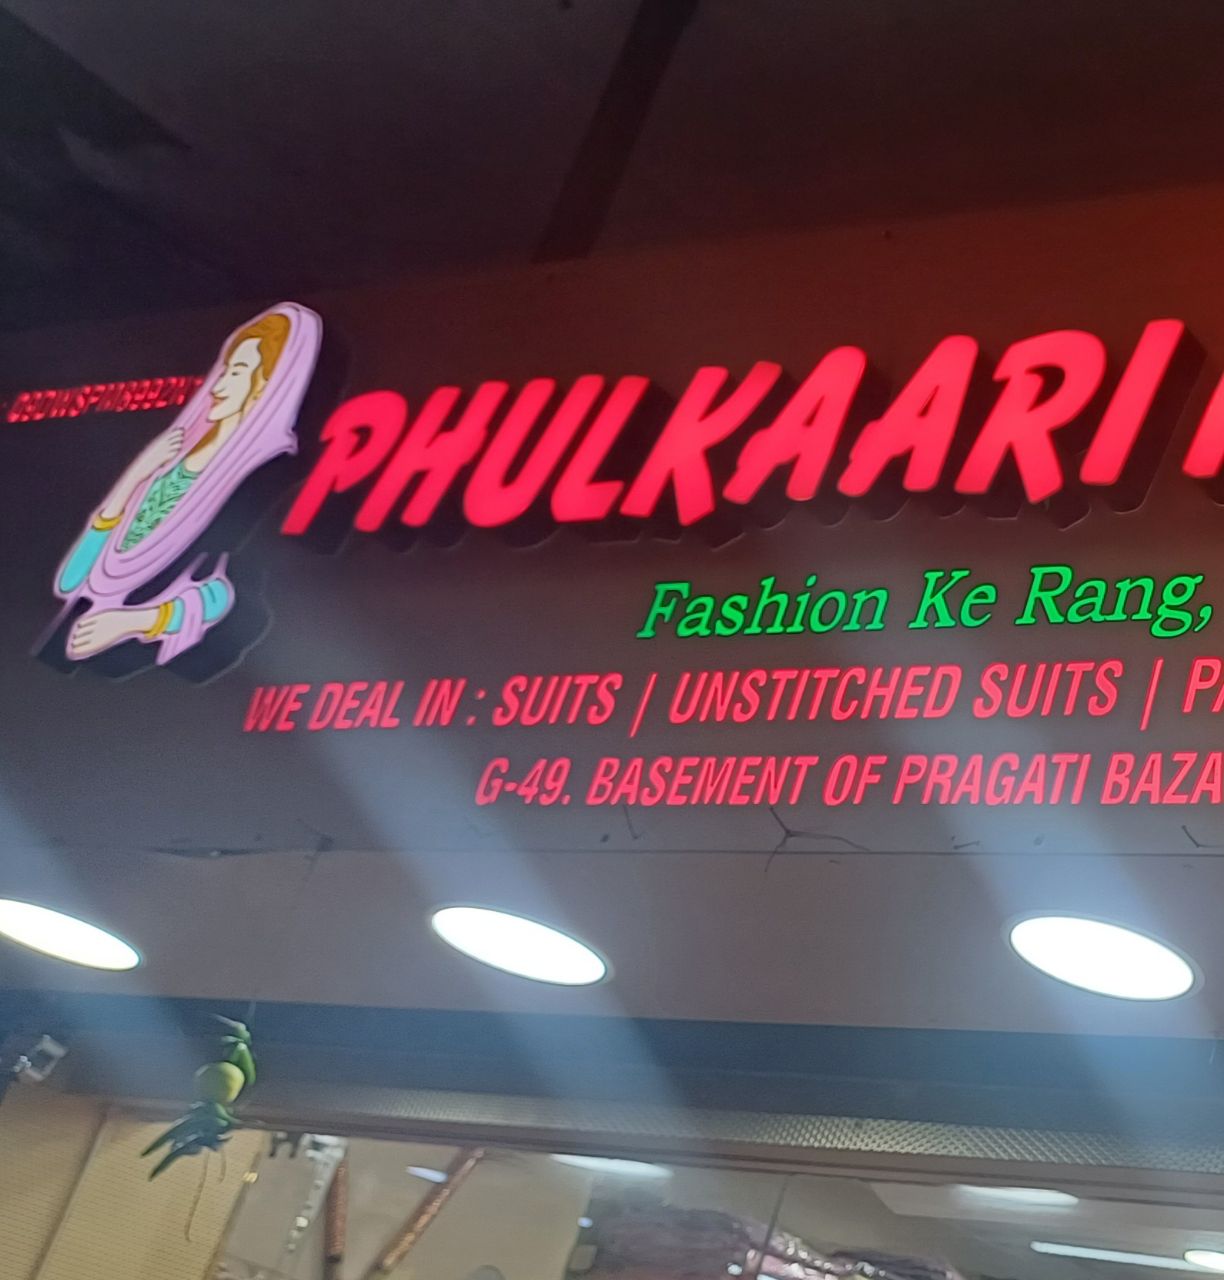 PHULKAARI
Fashion Ke Rang,
WE DEAL IN : SUITS | UNSTITCHED SUITS |
G-49. BASEMENT OF PRAGATI